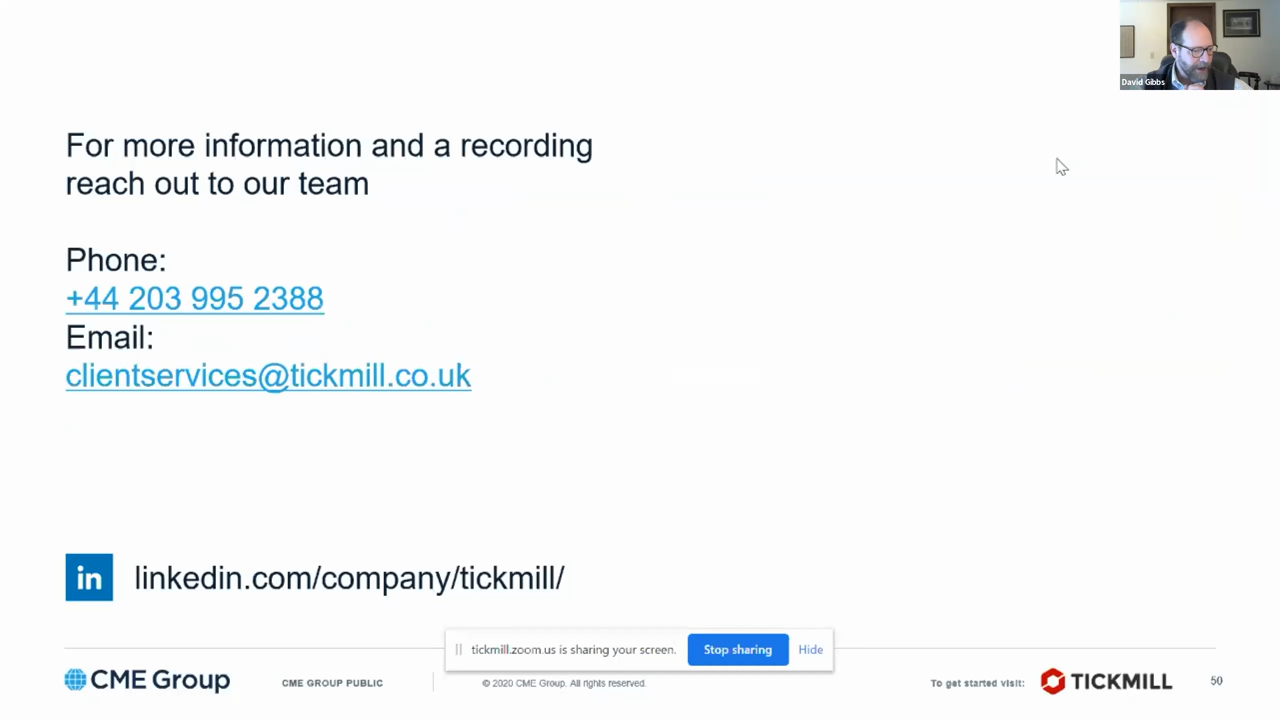 David Gibbs
For more information and a recording
reach out to our team
Phone:
+44 203 995 2388
Email:
clientservices@tickmill.co.uk
in linkedin.com/company/tickmill/
tickmill.zoom.us is sharing your screen. Stop sharing Hide
CME Group CME GROUP PUBLIC © 2020 CME Group. All rights reserved. To get started visit: TICKMILL 50